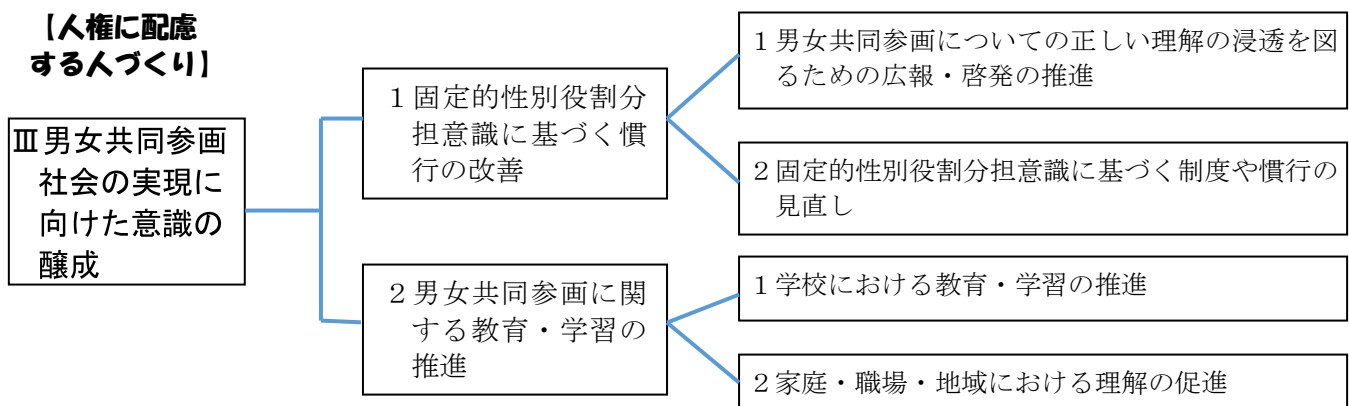 【人権に配慮
する人づくり】
Ⅲ男女共同参画
社会の実現に
向けた意識の
醸成
１固定的性別役割分
担意識に基づく慣
行の改善
１男女共同参画についての正しい理解の浸透を図
るための広報・啓発の推進
２固定的性別役割分担意識に基づく制度や慣行の
見直し
２男女共同参画に関
する教育・学習の
推進
１学校における教育・学習の推進
２家庭・職場・地域における理解の促進